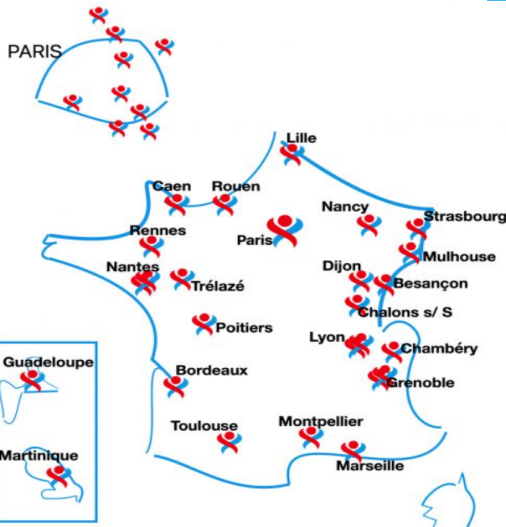 PARIS
Lille
Caen
Rouen
Nancy
Strasbourg
Rennes
Paris
Mulhouse
Nantes
Dijon
Besançon
Trélazé
Chalons s/ S
Poitiers
Lyon
Chambéry
Guadeloupe
Bordeaux
Grenoble
Toulouse
Montpellier
Martinique
Marseille